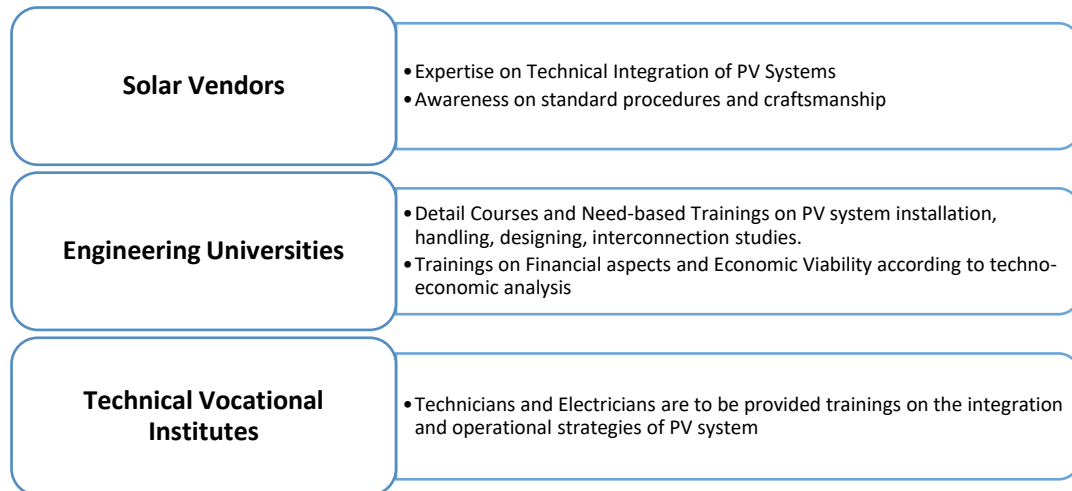 Solar Vendors
•Expertise on Technical Integration of PV Systems
•Awareness on standard procedures and craftsmanship
Engineering Universities
•Detail Courses and Need-based Trainings on PV system installation,
handling, designing, interconnection studies.
•Trainings on Financial aspects and Economic Viability according to techno-
economic analysis
Technical Vocational
Institutes
•Technicians and Electricians are to be provided trainings on the integration
and operational strategies of PV system